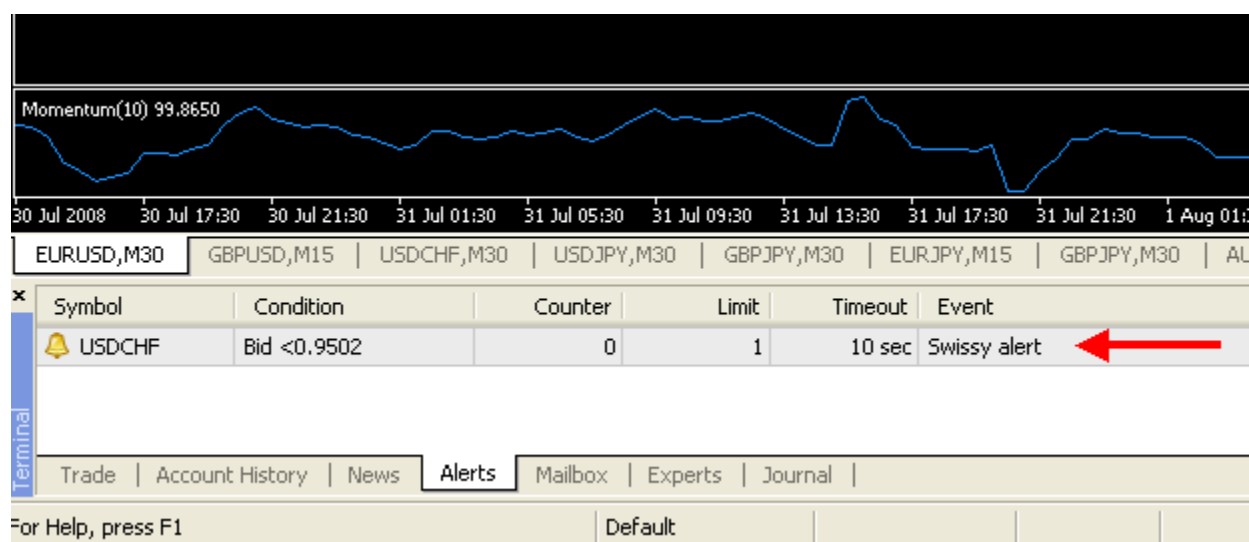 Momentum(10) 99.8650
30 Jul 2008 30 Jul 17:30 30 Jul 21:30 31 Jul 01:30 31 Jul 05:30 31 Jul 09:30 31 Jul 13:30 31 Jul 17:30 31 Jul 21:30 1 Aug 01:
EURUSD,M30 GBPUSD,M15 | USDCHF,M30 | USDJPY,M30 | GBPJPY,M30 | EURJPY,M15 | GBPJPY,M30 | AU
x Symbol Condition Counter Limit Timeout Event
USDCHF Bid <0.9502 0 1 10 sec Swissy alert
Terminal
Trade | Account History | News Alerts Mailbox | Experts | Journal |
For Help, press F1 Default